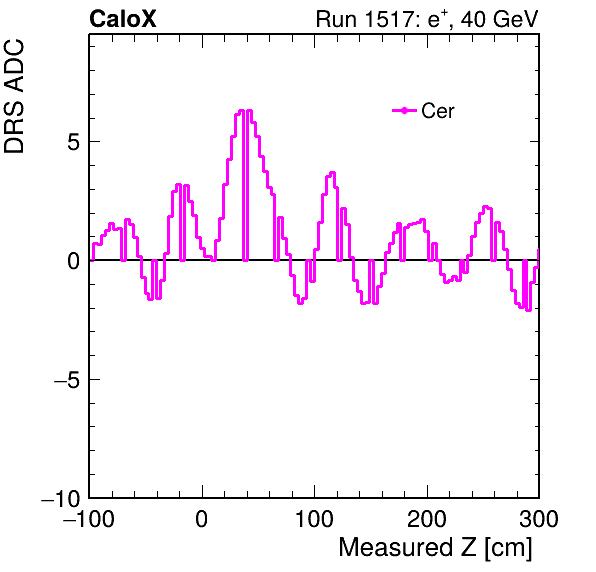 CaloX
Run 1517: e+, 40 GeV
DRS ADC
Cer
5
0
−5
−10
−100 0 100 200 300
Measured Z [cm]